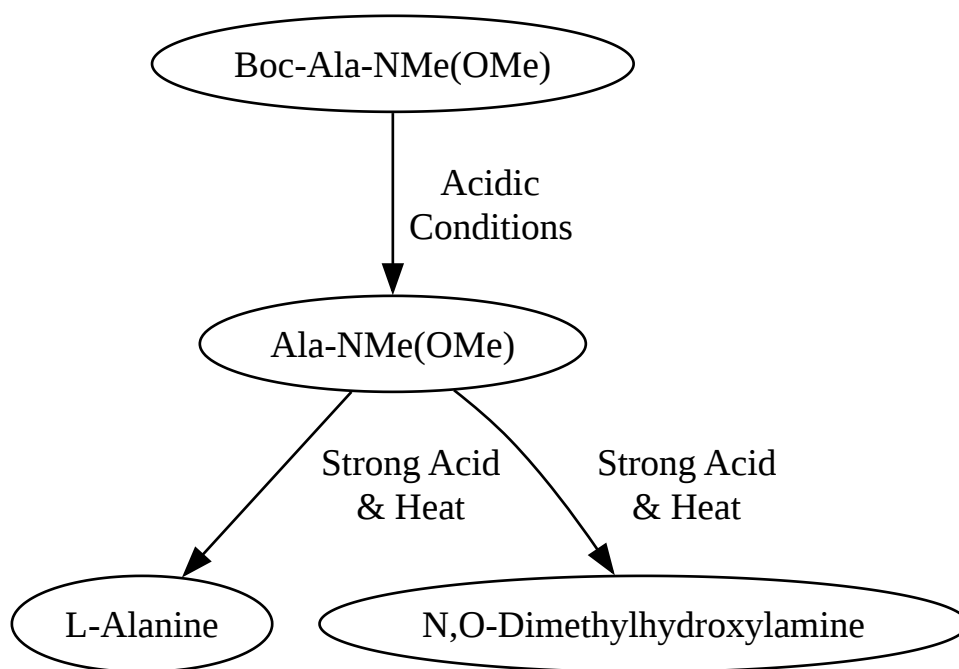 Boc-Ala-NMe(OMe)
Acidic
Conditions
Ala-NMe(OMe)
Strong Acid
& Heat
Strong Acid
& Heat
L-Alanine
N,O-Dimethylhydroxylamine